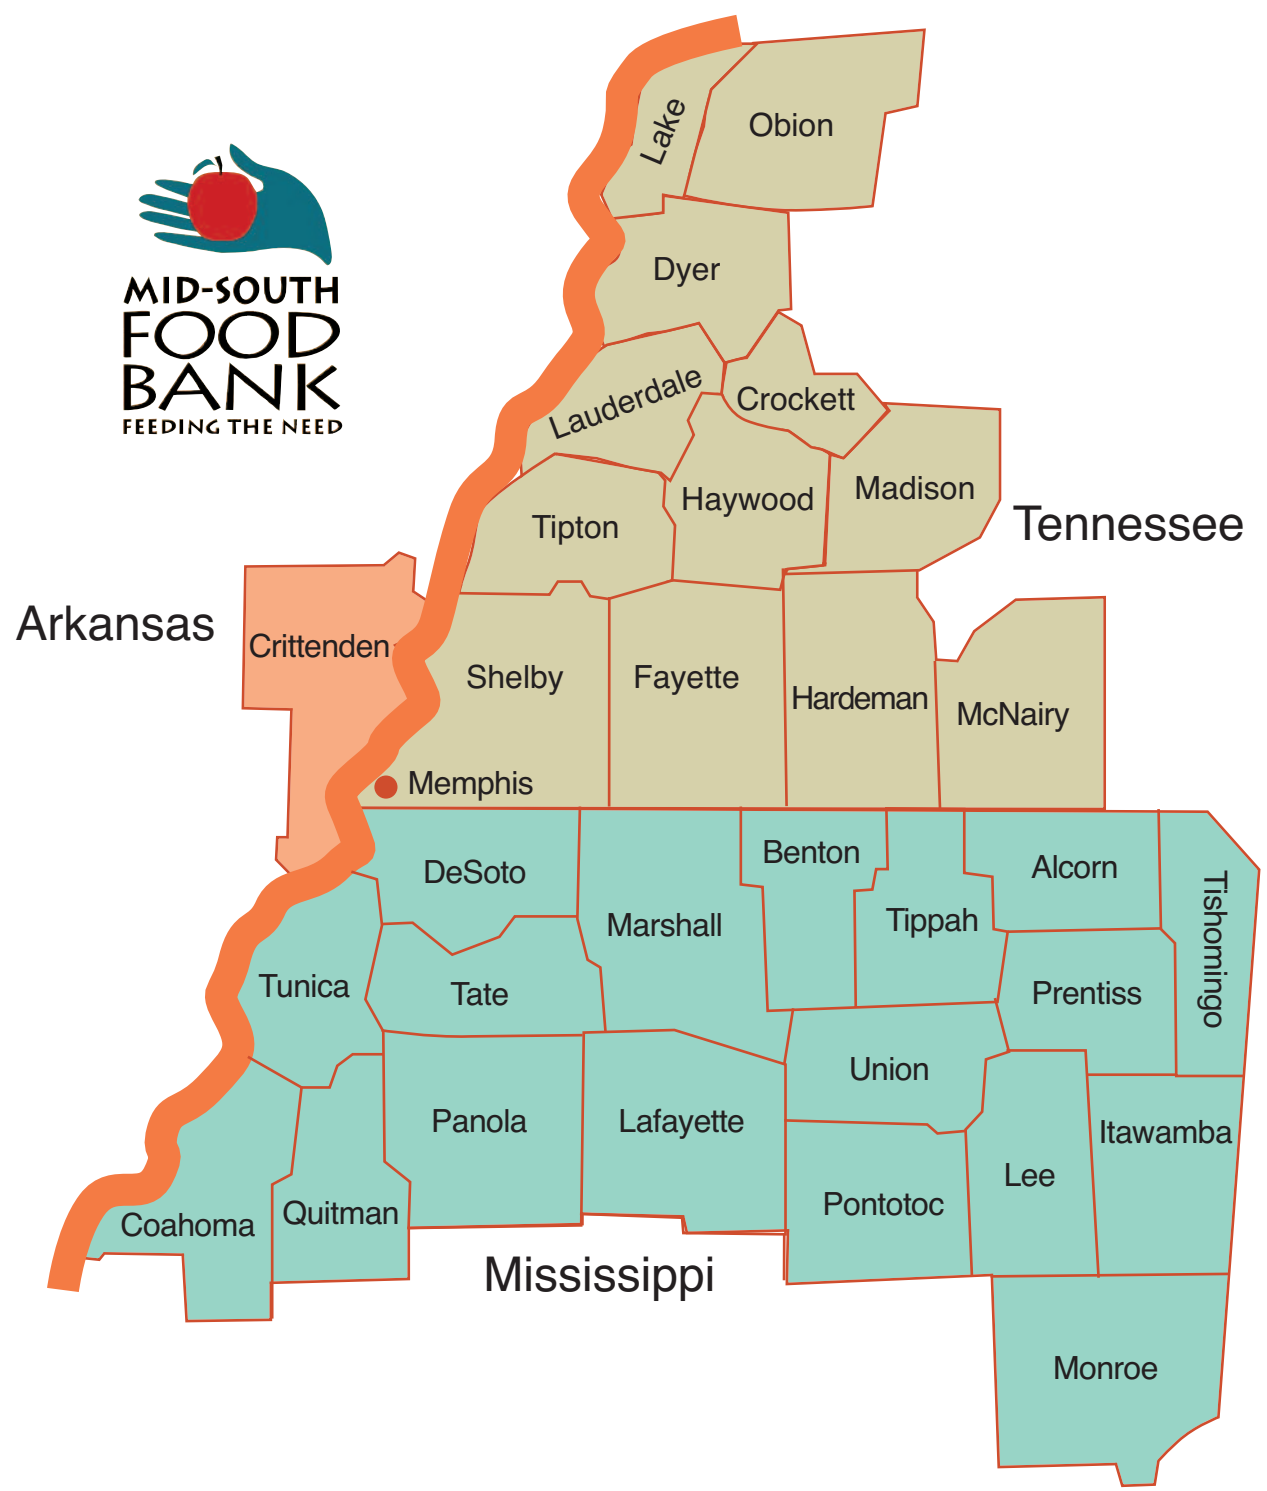 Lake
Obion
MID-SOUTH
FOOD
BANK
FEEDING THE NEED
Dyer
Lauderdale
Crockett
Haywood
Madison
Tipton
Tennessee
Arkansas
Crittenden
Shelby
Fayette
Hardeman
McNairy
Memphis
DeSoto
Marshall
Benton
Tippah
Alcorn
Tishomingo
Tunica
Tate
Prentiss
Union
Panola
Lafayette
Itawamba
Lee
Pontotoc
Coahoma
Quitman
Mississippi
Monroe